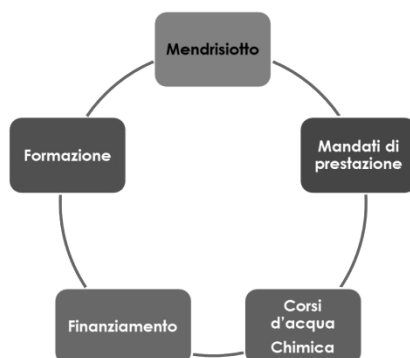 Mendrisiotto
Mandati di
prestazione
Corsi
d'acqua
Chimica
Finanziamento
Formazione